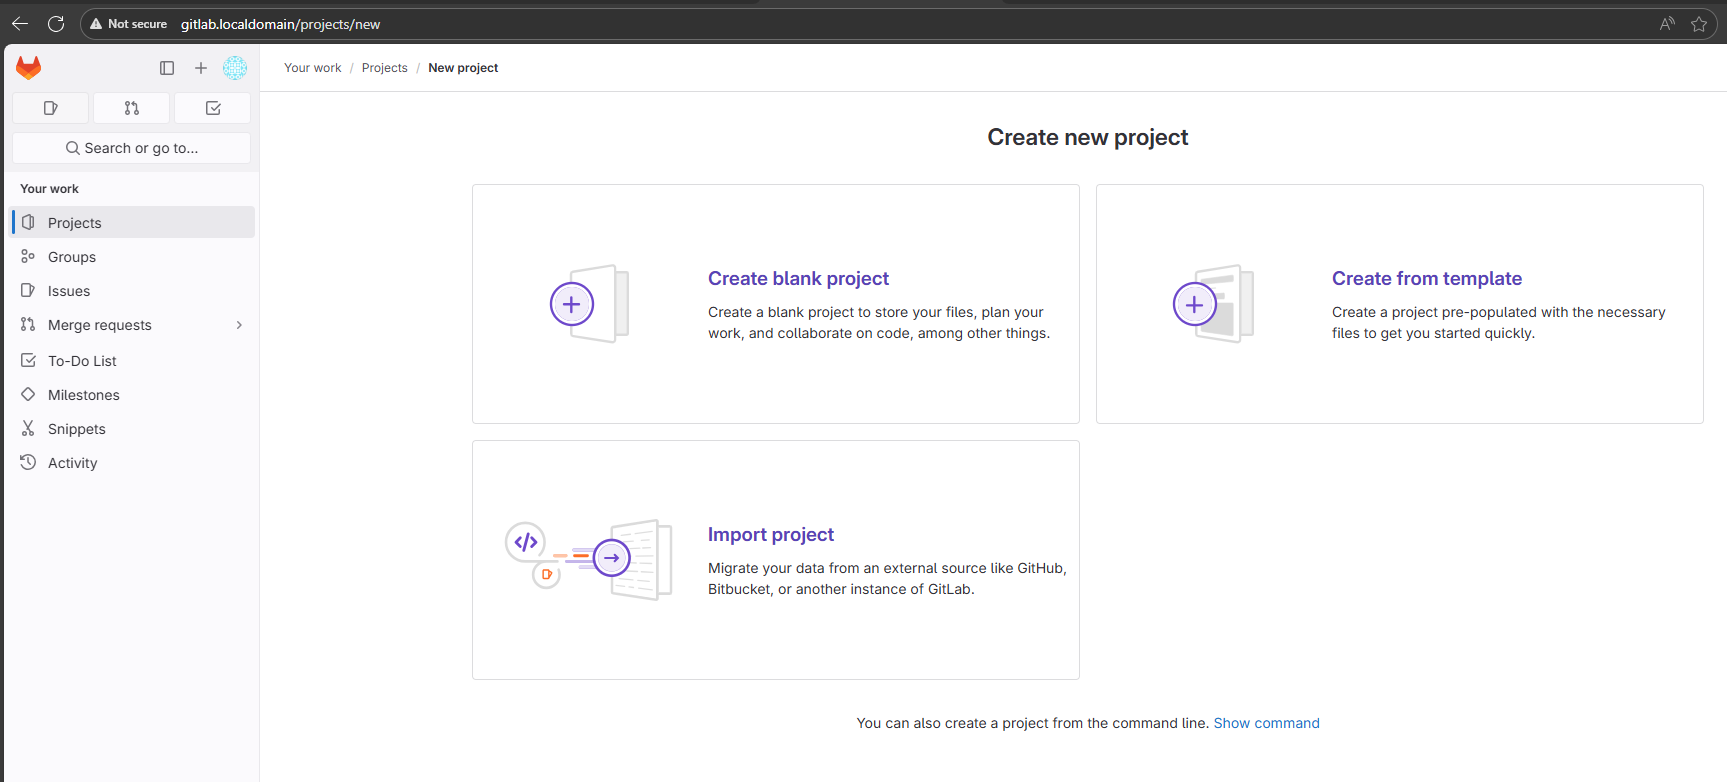 Not secure gitlab.localdomain/projects/new
Your work / Projects / New project
Search or go to...
Your work
Projects
Groups
Issues
Merge requests
To-Do List
Milestones
Snippets
Activity
Create new project
Create blank project
Create a blank project to store your files, plan your
work, and collaborate on code, among other things.
Create from template
Create a project pre-populated with the necessary
files to get you started quickly.
Import project
Migrate your data from an external source like GitHub,
Bitbucket, or another instance of GitLab.
You can also create a project from the command line. Show command